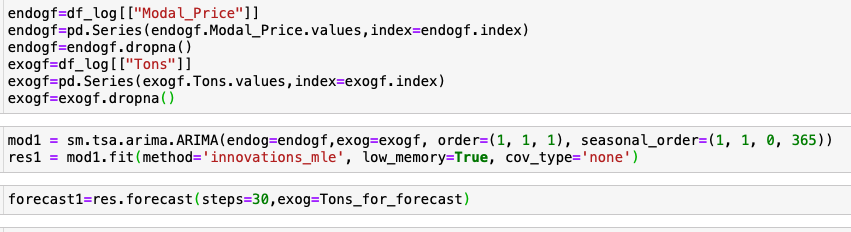 endogf=df_log[["Modal_Price"]]
endogf=pd.Series(endogf.Modal_Price.values,index=endogf.index)
endogf=endogf.dropna()
exogf=df_log[["Tons"]]
exogf=pd.Series(exogf.Tons.values,index=exogf.index)
exogf=exogf.dropna()
mod1 = sm.tsa.arima.ARIMA(endog=endogf,exog=exogf, order=(1, 1, 1), seasonal_order=(1, 1, 0, 365))
res1 = mod1.fit(method='innovations_mle', low_memory=True, cov_type='none')
forecast1=res.forecast(steps=30,exog=Tons_for_forecast)